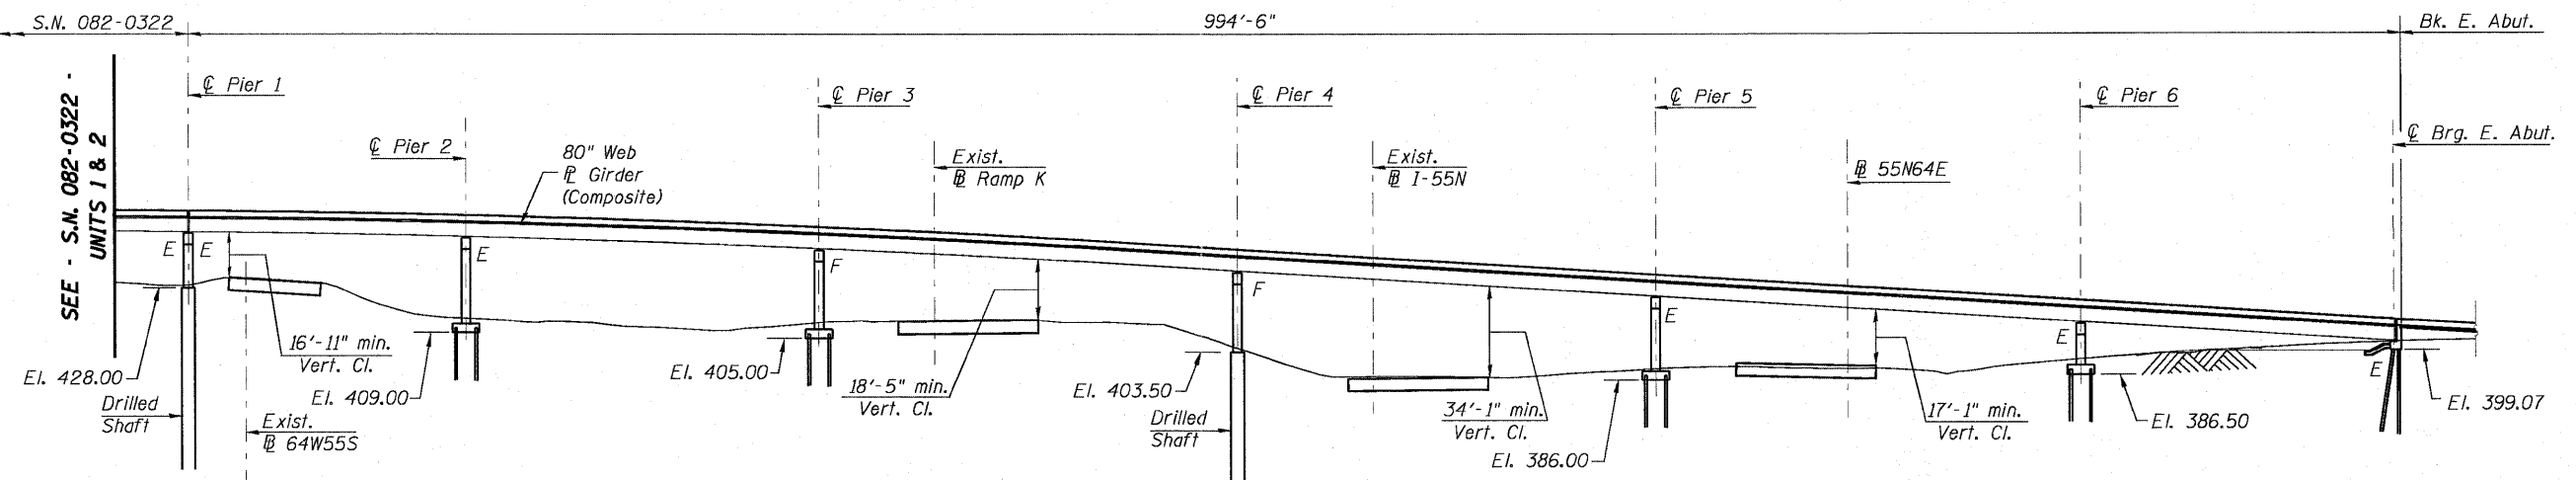 S.N. 082-0322
994'-6"
Bk. E. Abut.
SEE - S.N. 082-0322 -
UNITS 1 & 2
℄ Pier 1
℄ Pier 2
℄ Pier 3
℄ Pier 4
℄ Pier 5
℄ Pier 6
℄ Brg. E. Abut.
80" Web
℄ Girder
(Composite)
Exist.
Ramp K
Exist.
I-55N
55N64E
E
E
E
F
F
E
E
E
16'-11" min.
Vert. Cl.
18'-5" min.
Vert. Cl.
34'-1" min.
Vert. Cl.
17'-1" min.
Vert. Cl.
El. 428.00
El. 409.00
El. 405.00
El. 403.50
El. 386.00
El. 386.50
El. 399.07
Drilled
Shaft
Exist.
64W55S
Drilled
Shaft